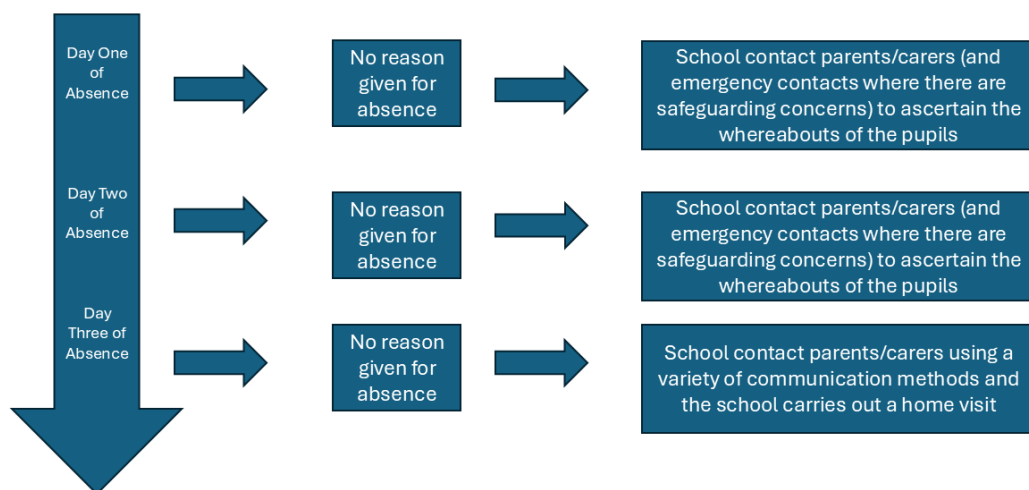 Day One
of
Absence
No reason
given for
absence
School contact parents/carers (and
emergency contacts where there are
safeguarding concerns) to ascertain the
whereabouts of the pupils
Day Two
of
Absence
No reason
given for
absence
School contact parents/carers (and
emergency contacts where there are
safeguarding concerns) to ascertain the
whereabouts of the pupils
Day
Three of
Absence
No reason
given for
absence
School contact parents/carers using a
variety of communication methods and
the school carries out a home visit